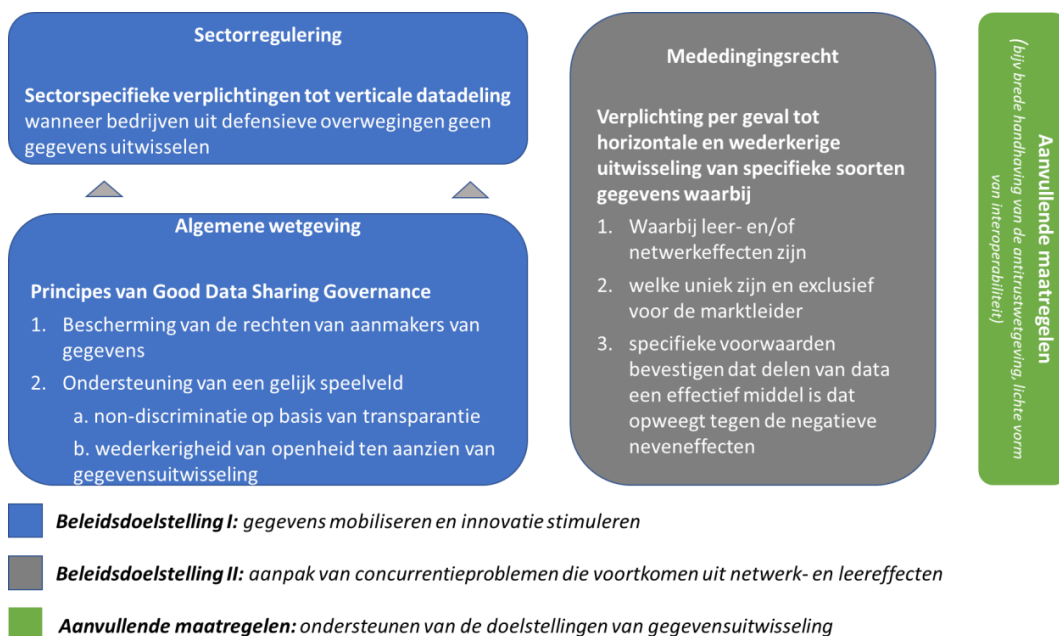 Sectorregulering
Sectorspecifieke verplichtingen tot verticale datadeling
wanneer bedrijven uit defensieve overwegingen geen
gegevens uitwisselen
Algemene wetgeving
Principes van Good Data Sharing Governance
1. Bescherming van de rechten van aanmakers van
gegevens
2. Ondersteuning van een gelijk speelveld
a. non-discriminatie op basis van transparantie
b. wederkerigheid van openheid ten aanzien van
gegevensuitwisseling
Mededingingsrecht
Verplichting per geval tot
horizontale en wederkerige
uitwisseling van specifieke soorten
gegevens waarbij
1. Waarbij leer- en/of
netwerkeffecten zijn
2. welke uniek zijn en exclusief
voor de marktleider
3. specifieke voorwaarden
bevestigen dat delen van data
een effectief middel is dat
opweegt tegen de negatieve
neveneffecten
Aanvullende maatregelen
(bijv brede handhaving van de antitrustwetgeving, lichte vorm
van interoperabiliteit)
Beleidsdoelstelling I: gegevens mobiliseren en innovatie stimuleren
Beleidsdoelstelling II: aanpak van concurrentieproblemen die voortkomen uit netwerk- en leereffecten
Aanvullende maatregelen: ondersteunen van de doelstellingen van gegevensuitwisseling